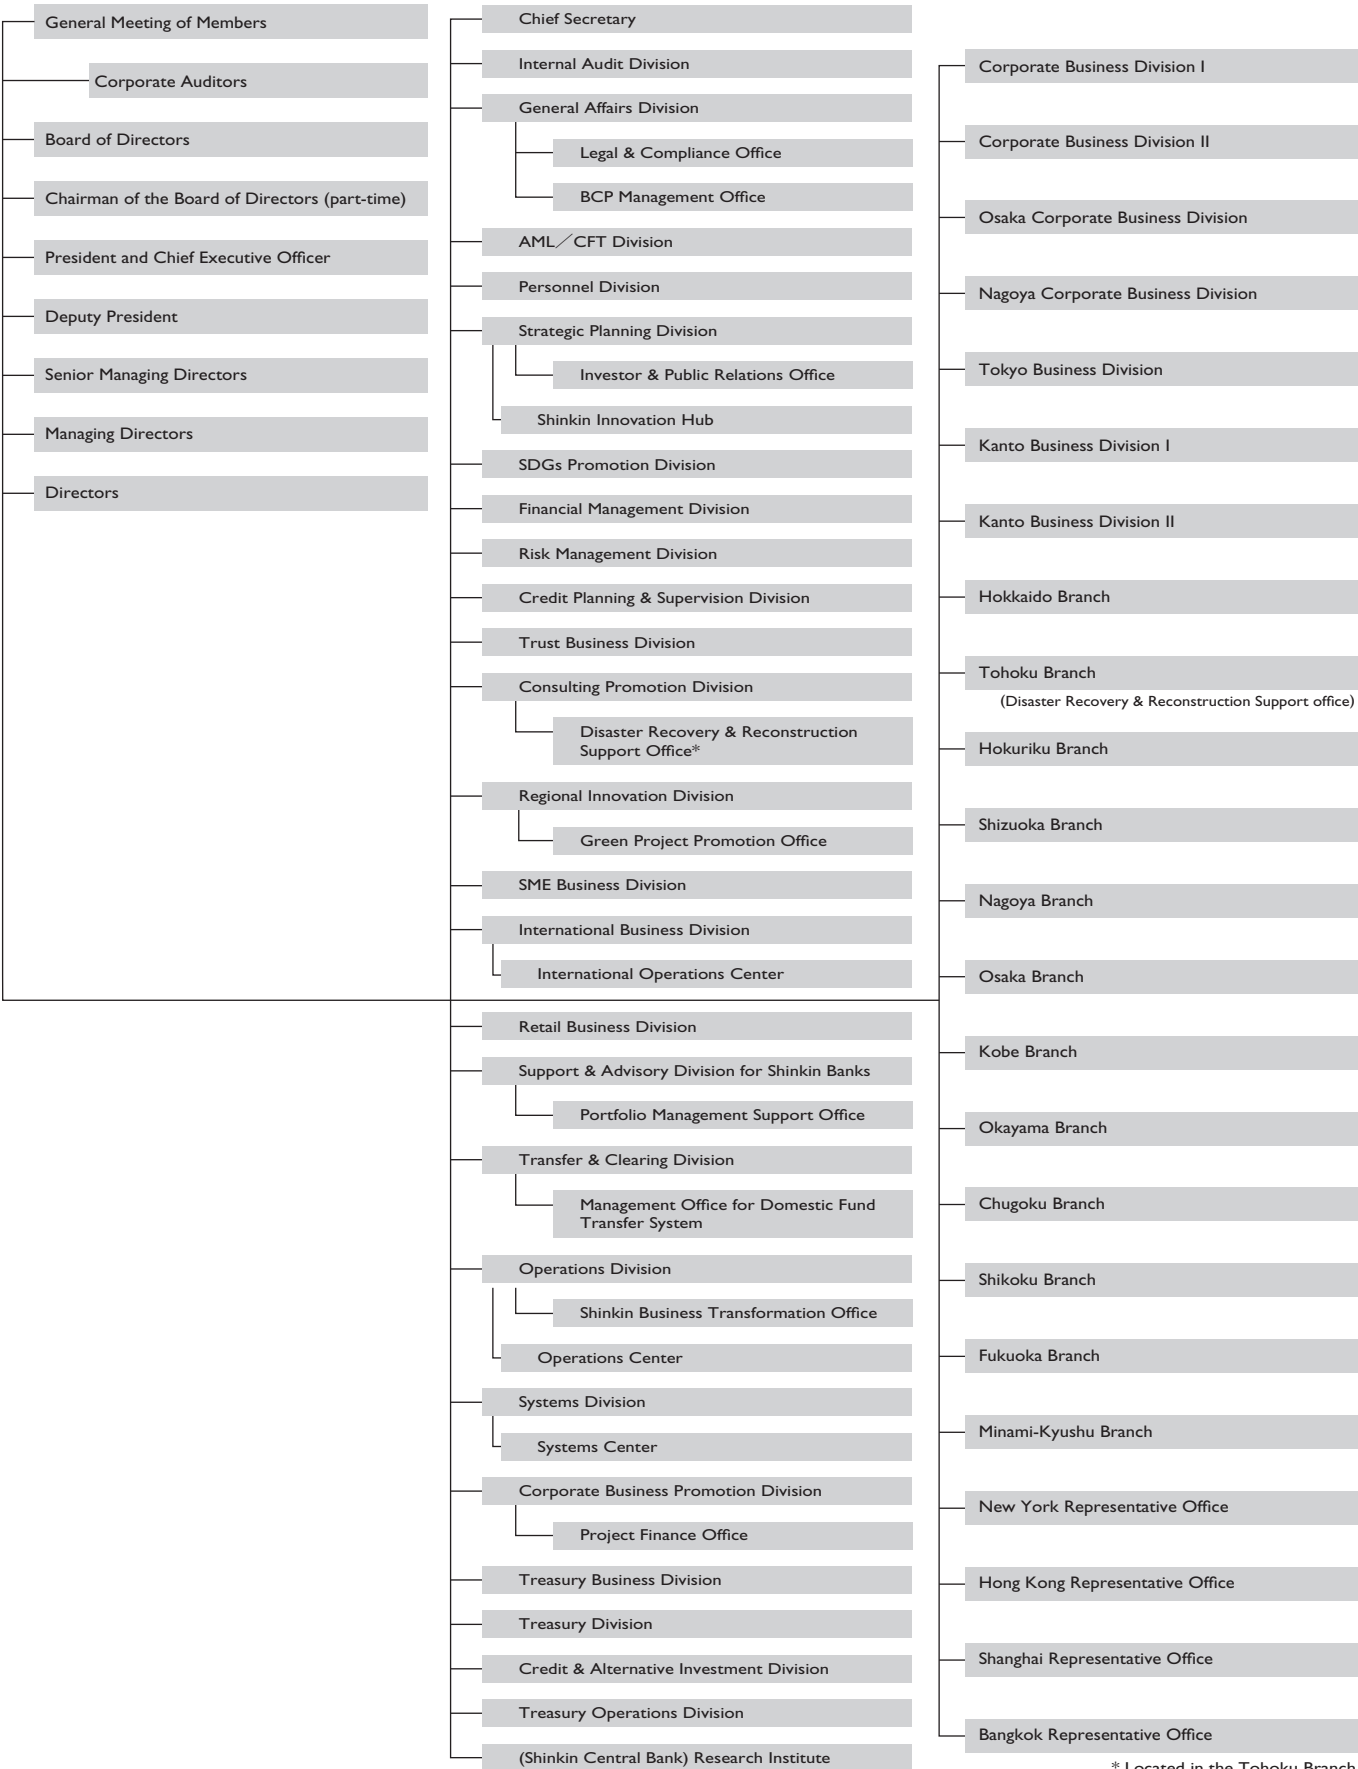 General Meeting of Members
Corporate Auditors
Board of Directors
Chairman of the Board of Directors (part-time)
President and Chief Executive Officer
Deputy President
Senior Managing Directors
Managing Directors
Directors
Chief Secretary
Internal Audit Division
General Affairs Division
Legal & Compliance Office
BCP Management Office
AML／CFT Division
Personnel Division
Strategic Planning Division
Investor & Public Relations Office
Shinkin Innovation Hub
SDGs Promotion Division
Financial Management Division
Risk Management Division
Credit Planning & Supervision Division
Trust Business Division
Consulting Promotion Division
Disaster Recovery & Reconstruction
Support Office*
Regional Innovation Division
Green Project Promotion Office
SME Business Division
International Business Division
International Operations Center
Retail Business Division
Support & Advisory Division for Shinkin Banks
Portfolio Management Support Office
Transfer & Clearing Division
Management Office for Domestic Fund
Transfer System
Operations Division
Shinkin Business Transformation Office
Operations Center
Systems Division
Systems Center
Corporate Business Promotion Division
Project Finance Office
Treasury Business Division
Treasury Division
Credit & Alternative Investment Division
Treasury Operations Division
(Shinkin Central Bank) Research Institute
Corporate Business Division I
Corporate Business Division II
Osaka Corporate Business Division
Nagoya Corporate Business Division
Tokyo Business Division
Kanto Business Division I
Kanto Business Division II
Hokkaido Branch
Tohoku Branch
(Disaster Recovery & Reconstruction Support office)
Hokuriku Branch
Shizuoka Branch
Nagoya Branch
Osaka Branch
Kobe Branch
Okayama Branch
Chugoku Branch
Shikoku Branch
Fukuoka Branch
Minami-Kyushu Branch
New York Representative Office
Hong Kong Representative Office
Shanghai Representative Office
Bangkok Representative Office
* Located in the Tohoku Branch